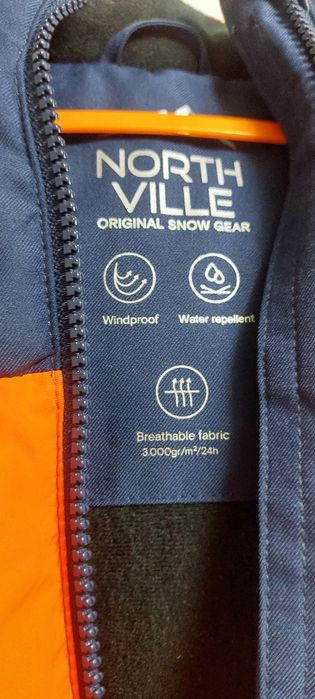 NORTH
VILLE
ORIGINAL SNOW GEAR
Windproof
Water repellent
Breathable fabric
3.000gr/m²/24h